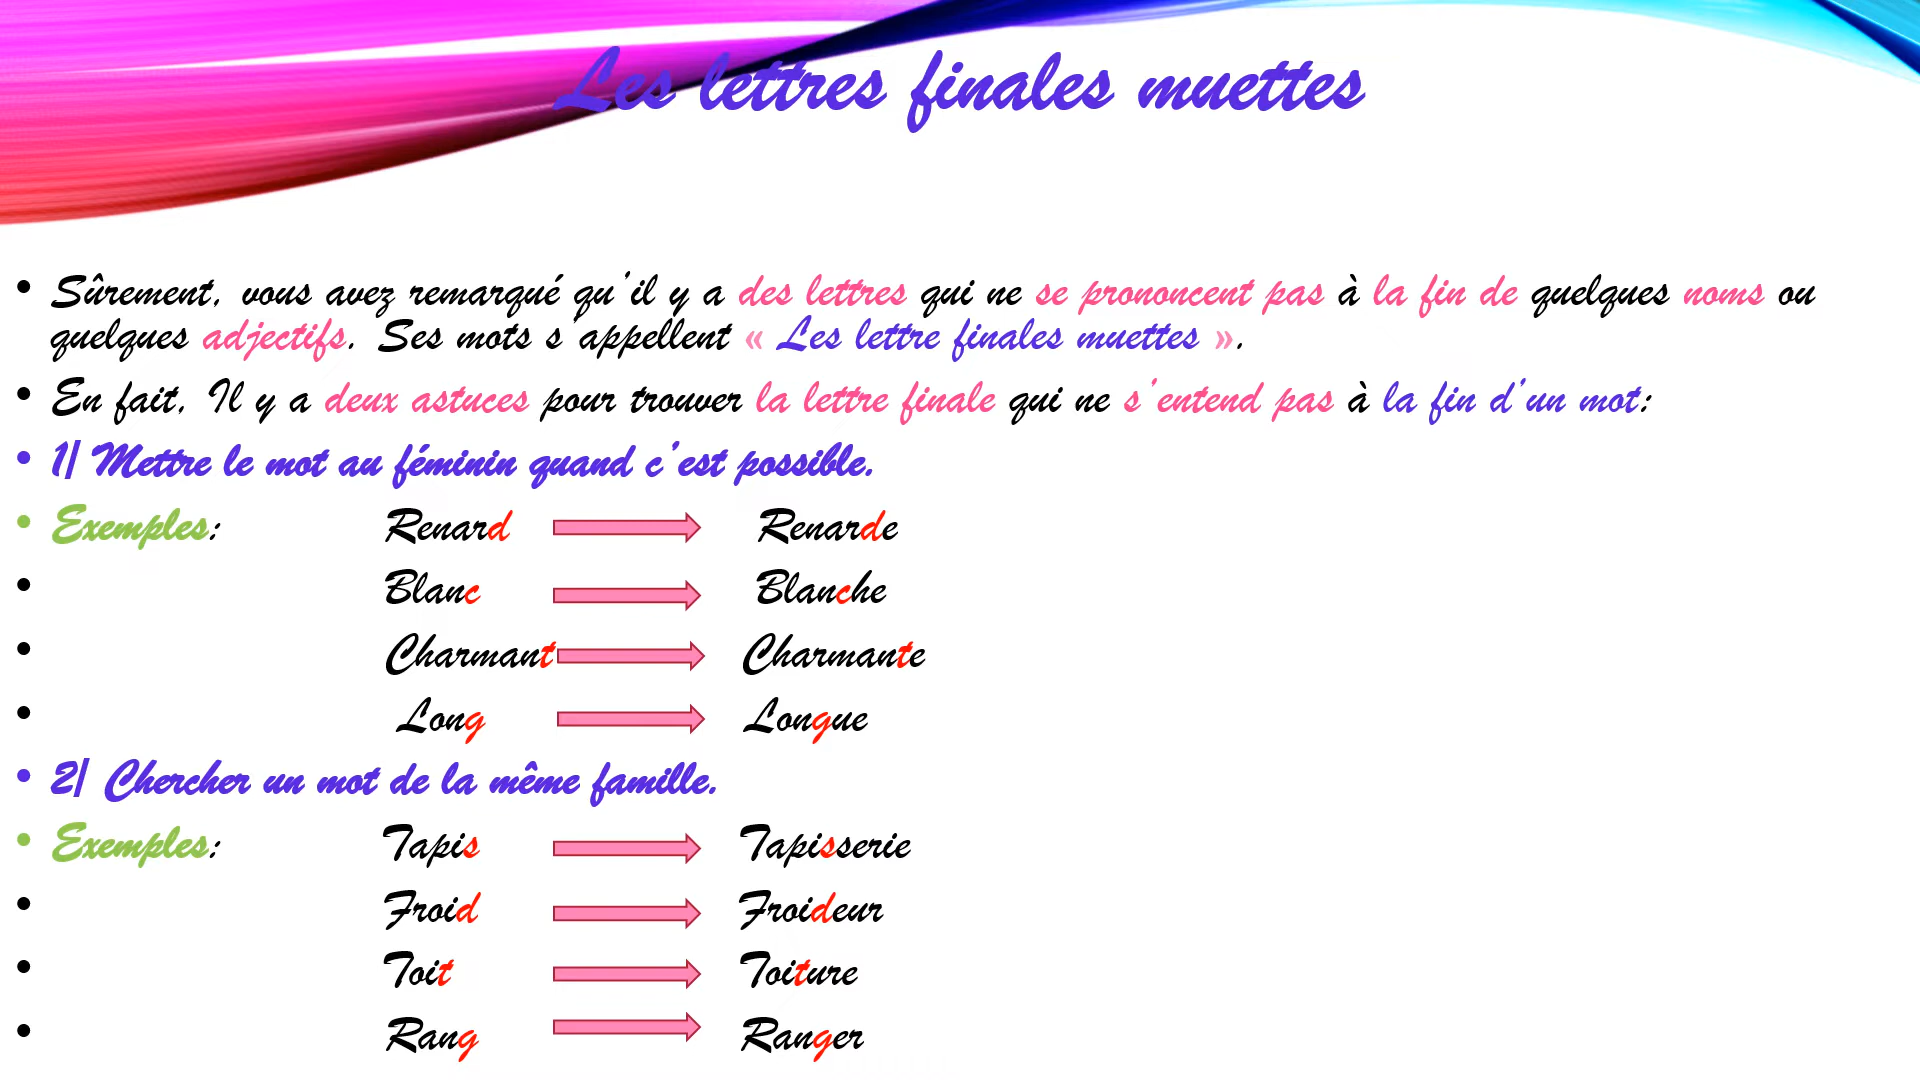 Les lettres finales muettes
• Sûrement, vous avez remarqué qu'il y a des lettres qui ne se prononcent pas à la fin de quelques noms ou
quelques adjectifs. Ses mots s'appellent « Les lettre finales muettes ».
• En fait, Il y a deux astuces pour trouver la lettre finale qui ne s'entend pas à la fin d'un mot:
• 1/ Mettre le mot au féminin quand c'est possible.
• Exemples: Renard Renarde
• Blanc Blanche
• Charmant Charmante
• Long Longue
• 2/ Chercher un mot de la même famille.
• Exemples: Tapis Tapisserie
• Froid Froideur
• Toit Toiture
• Rang Ranger